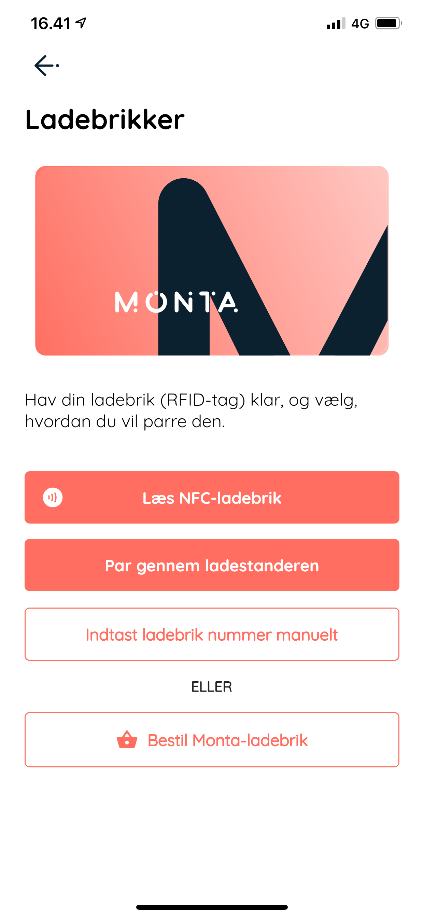 16.41
4G
Ladebrikker
MONTA
Hav din ladebrik (RFID-tag) klar, og vælg,
hvordan du vil parre den.
Læs NFC-ladebrik
Par gennem ladestanderen
Indtast ladebrik nummer manuelt
ELLER
Bestil Monta-ladebrik